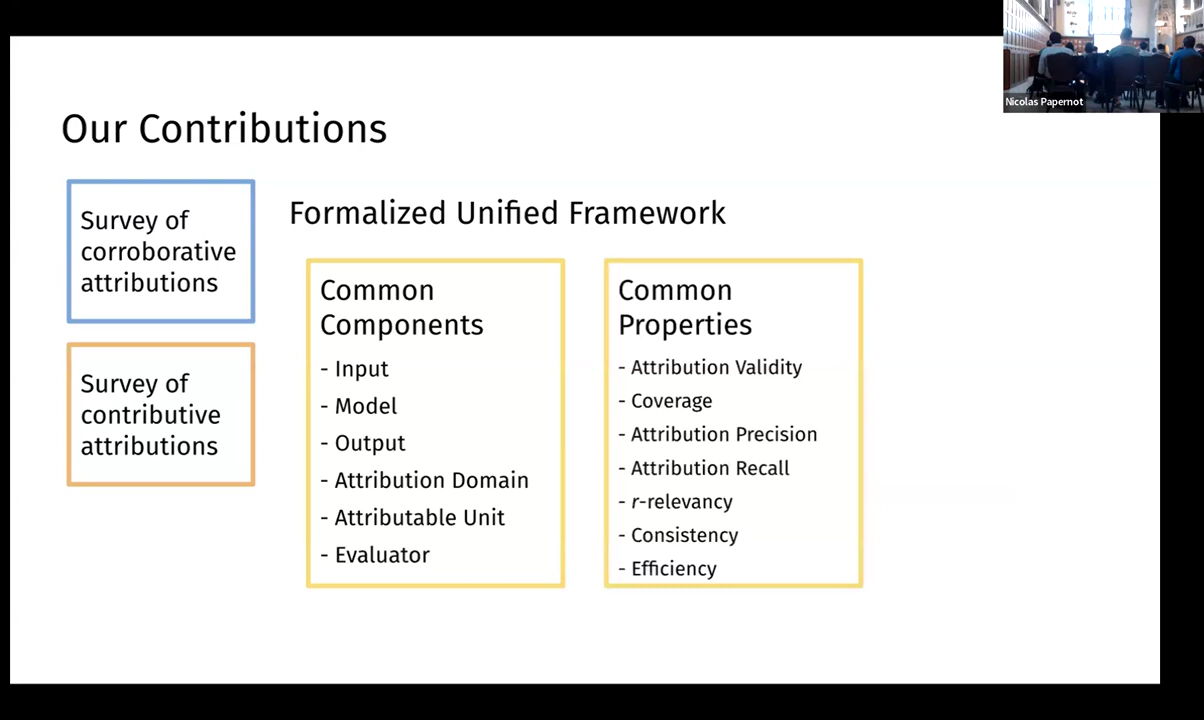 Nicolas Papernot
Our Contributions
Survey of
corroborative
attributions
Survey of
contributive
attributions
Formalized Unified Framework
Common
Components
- Input
- Model
- Output
- Attribution Domain
- Attributable Unit
- Evaluator
Common
Properties
- Attribution Validity
- Coverage
- Attribution Precision
- Attribution Recall
- r-relevancy
- Consistency
- Efficiency